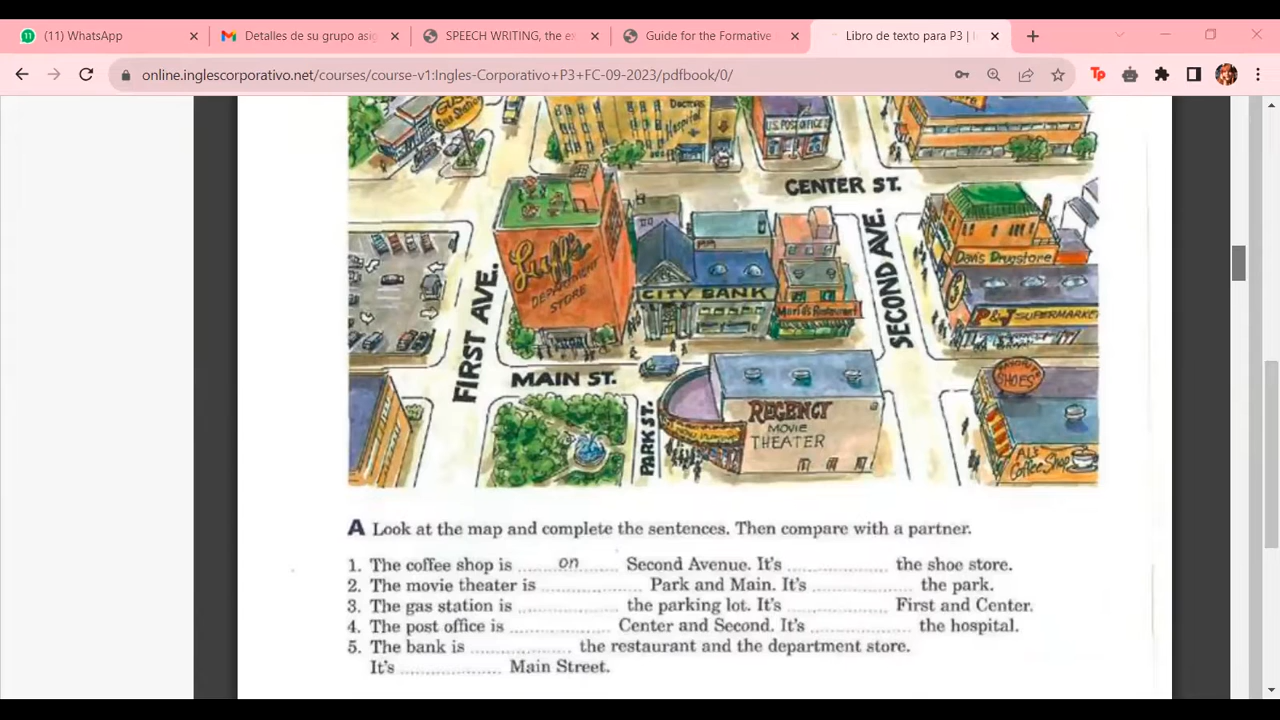 (11) WhatsApp
Detalles de su grupo asig
SPEECH WRITING, the ex
Guide for the Formative
Libro de texto para P3 | I
online.inglescorporativo.net/courses/course-v1:Ingles-Corporativo+P3+FC-09-2023/pdfbook/0/
GUS
Gas Station
DOCTORS
Hospital
U.S. POST OFFICE
CENTER ST.
Luff's
DEPARTMENT
STORE
CITY BANK
Maria's Restaurant
SECOND AVE.
Dan's Drugstore
P&J SUPERMARKET
FIRST AVE.
MAIN ST.
PARK ST.
REGENCY
MOVIE
THEATER
FAVORITE
SHOES
AL's
Coffee Shop
A Look at the map and complete the sentences. Then compare with a partner.
1. The coffee shop is ......on...... Second Avenue. It's .................... the shoe store.
2. The movie theater is .................... Park and Main. It's .................... the park.
3. The gas station is .................... the parking lot. It's .................... First and Center.
4. The post office is .................... Center and Second. It's .................... the hospital.
5. The bank is .................... the restaurant and the department store.
It's .................... Main Street.